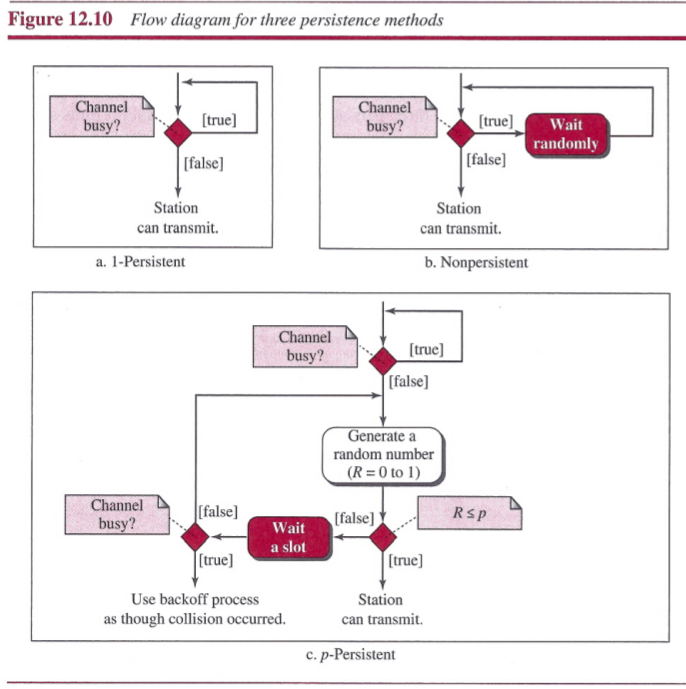 Figure 12.10 Flow diagram for three persistence methods
Channel
busy?
[true]
[false]
Station
can transmit.
a. 1-Persistent
Channel
busy?
[true]
Wait
randomly
[false]
Station
can transmit.
b. Nonpersistent
Channel
busy?
[true]
[false]
Generate a
random number
(R = 0 to 1)
Channel
busy?
[false]
Wait
a slot
[false]
R ≤ p
[true]
[true]
Use backoff process
as though collision occurred.
Station
can transmit.
c. p-Persistent